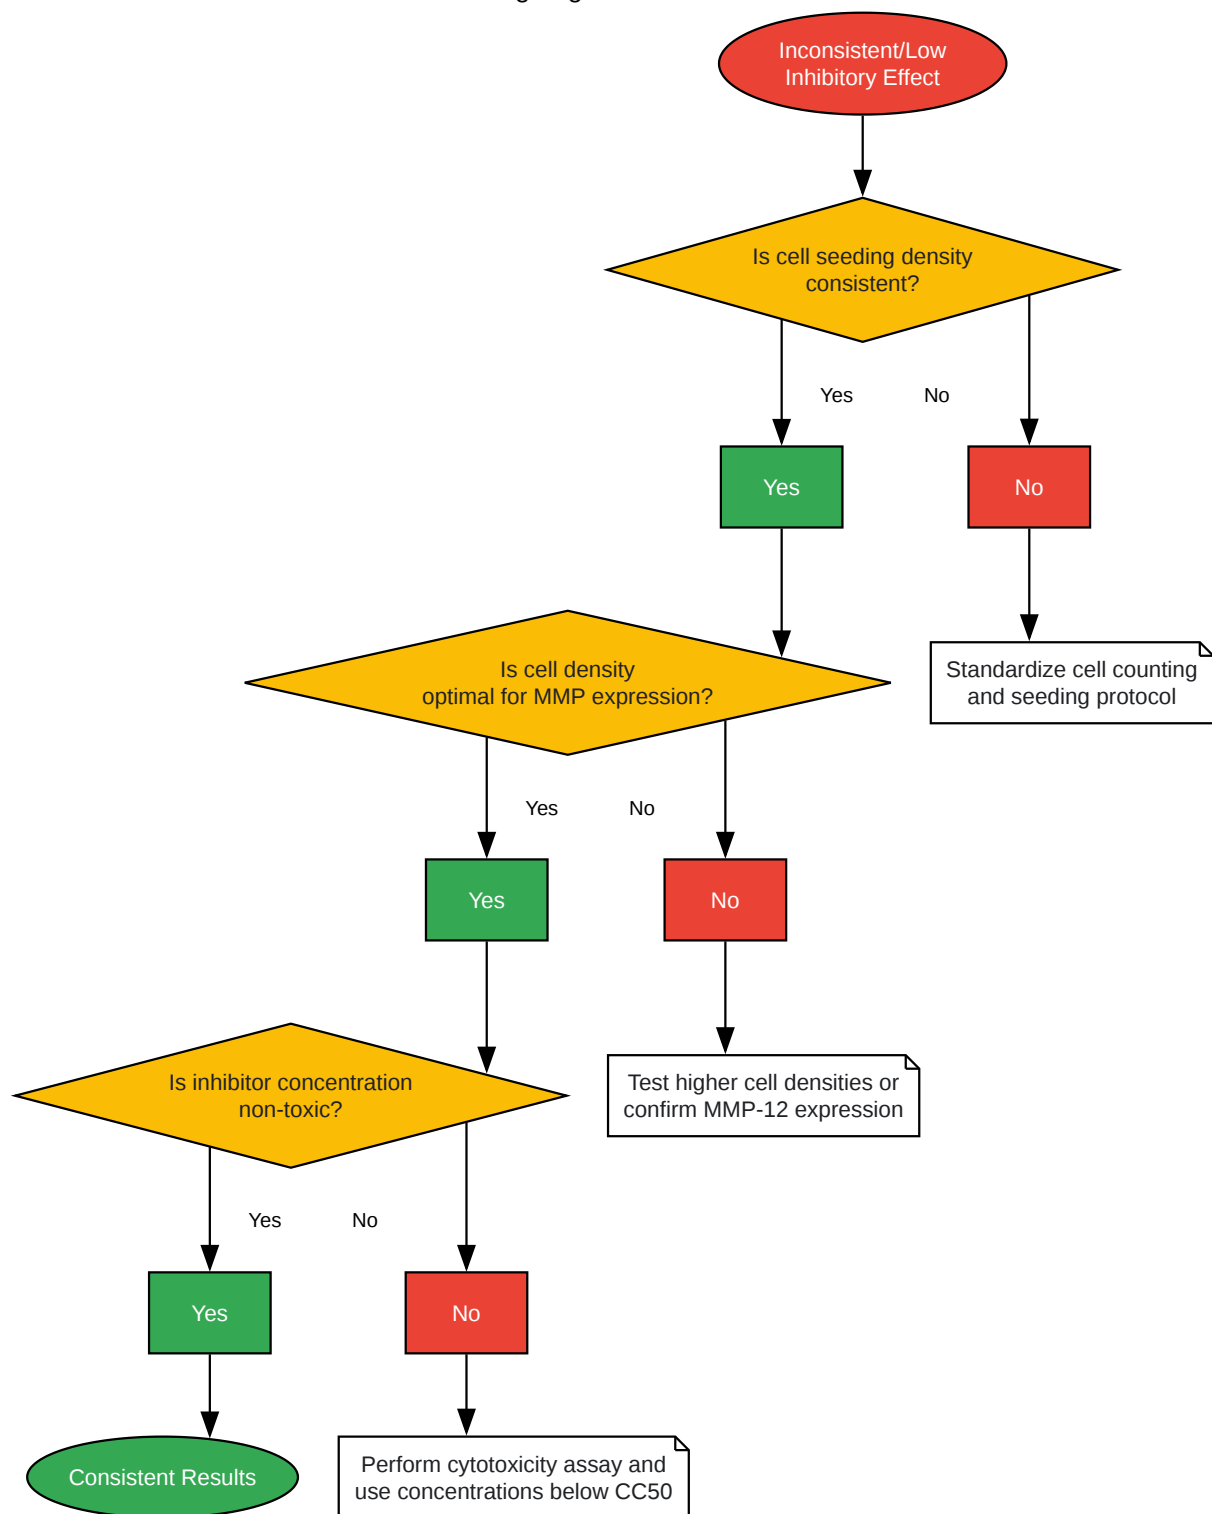 Inconsistent/Low
Inhibitory Effect
Is cell seeding density
consistent?
Yes
No
Yes
No
Standardize cell counting
and seeding protocol
Is cell density
optimal for MMP expression?
Yes
No
Yes
No
Test higher cell densities or
confirm MMP-12 expression
Is inhibitor concentration
non-toxic?
Yes
No
Yes
No
Consistent Results
Perform cytotoxicity assay and
use concentrations below CC50